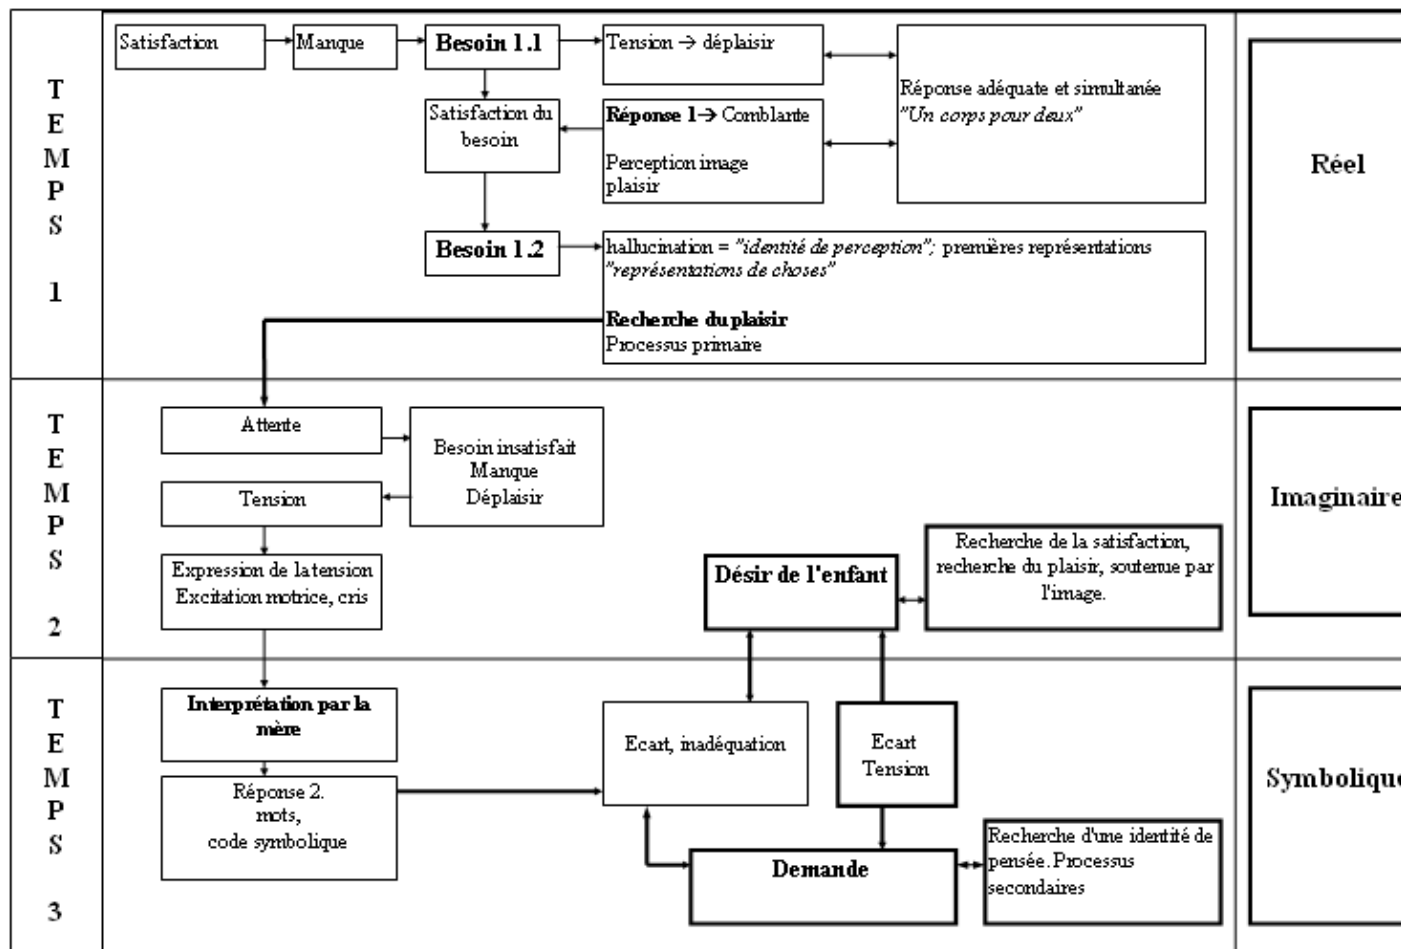 TEMPS 1
Satisfaction
Manque
Besoin 1.1
Tension → déplaisir
Réponse adéquate et simultanée
"Un corps pour deux"
Satisfaction du
besoin
Réponse 1→ Comblante
Perception image
plaisir
Besoin 1.2
hallucination = "identité de perception"; premières représentations
"représentations de choses"
Recherche du plaisir
Processus primaire
Réel
TEMPS 2
Attente
Besoin insatisfait
Manque
Déplaisir
Tension
Expression de la tension
Excitation motrice, cris
Désir de l'enfant
Recherche de la satisfaction,
recherche du plaisir, soutenue par
l'image.
Imaginaire
TEMPS 3
Interprétation par la
mère
Réponse 2.
mots,
code symbolique
Ecart, inadéquation
Ecart
Tension
Demande
Recherche d'une identité de
pensée. Processus
secondaires
Symbolique